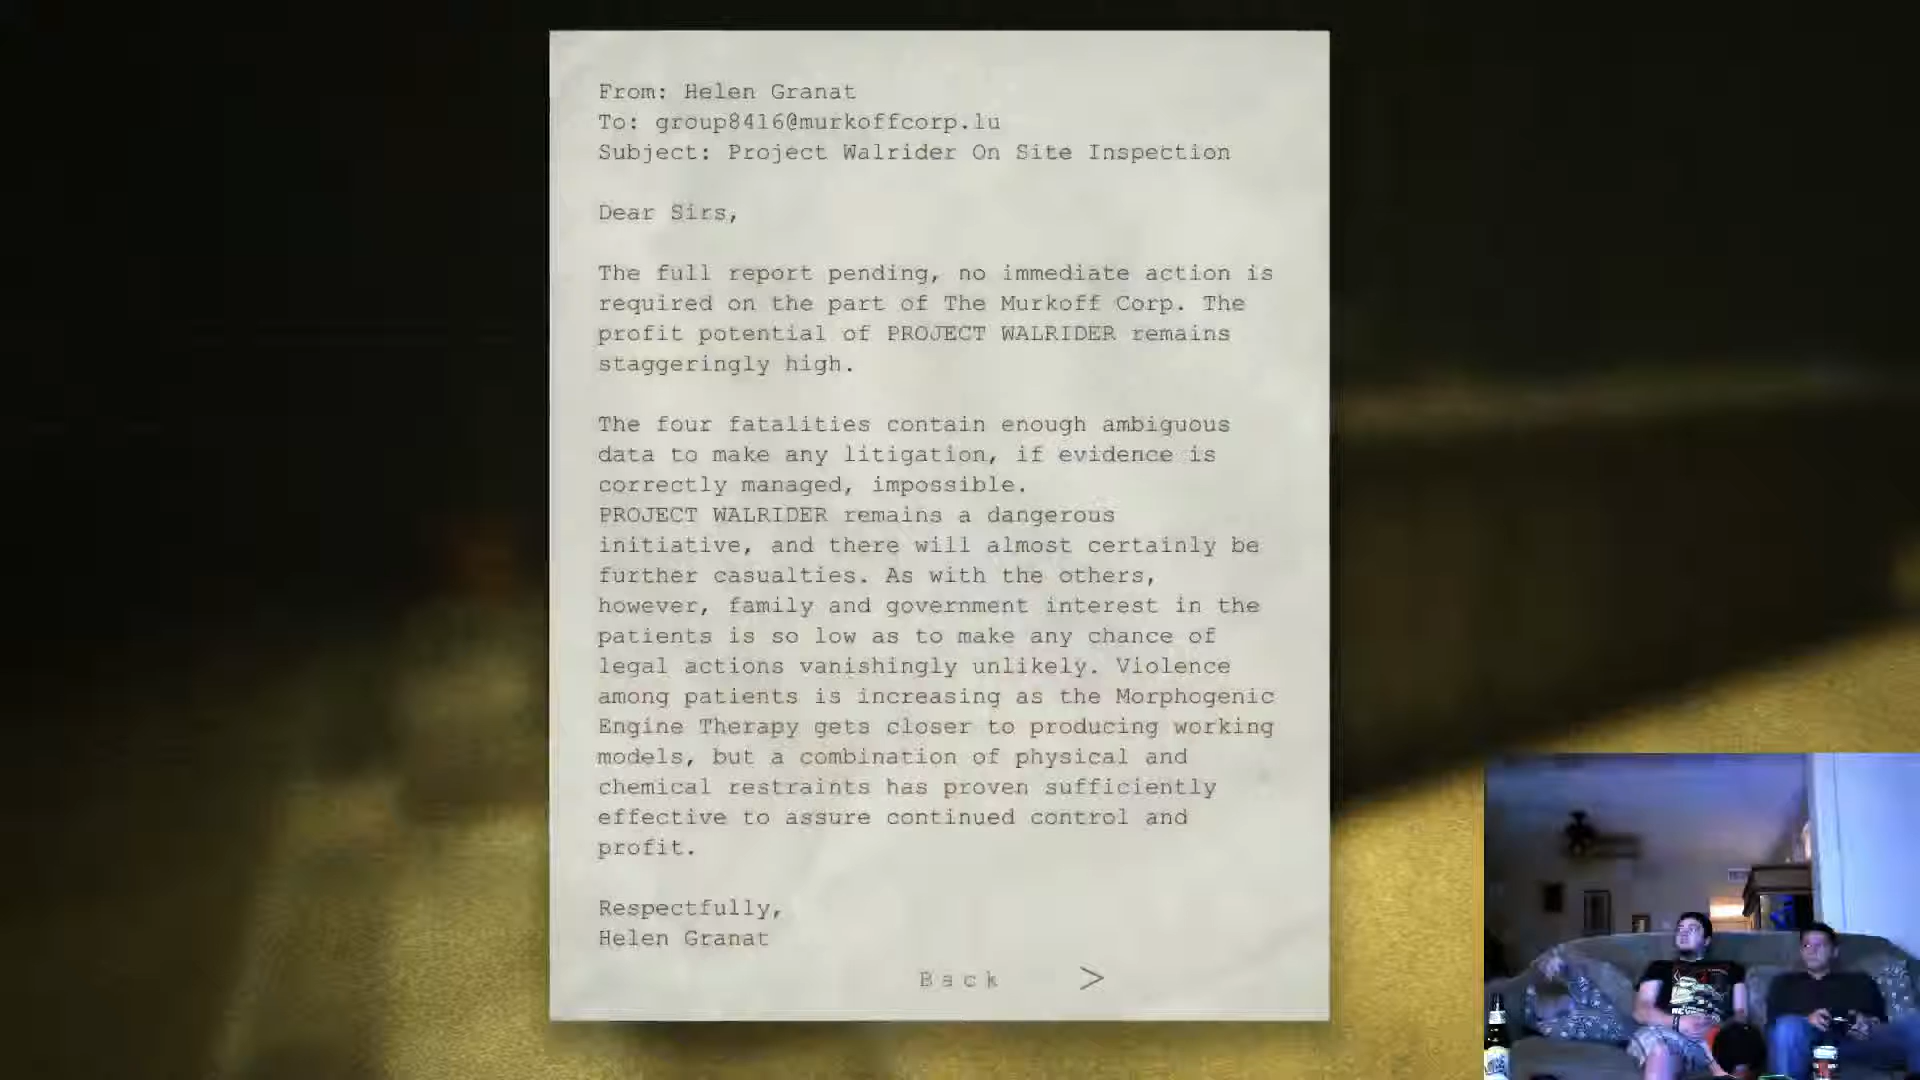 From: Helen Granat
To: group8416@murkoffcorp.lu
Subject: Project Walrider On Site Inspection
Dear Sirs,
The full report pending, no immediate action is
required on the part of The Murkoff Corp. The
profit potential of PROJECT WALRIDER remains
staggeringly high.
The four fatalities contain enough ambiguous
data to make any litigation, if evidence is
correctly managed, impossible.
PROJECT WALRIDER remains a dangerous
initiative, and there will almost certainly be
further casualties. As with the others,
however, family and government interest in the
patients is so low as to make any chance of
legal actions vanishingly unlikely. Violence
among patients is increasing as the Morphogenic
Engine Therapy gets closer to producing working
models, but a combination of physical and
chemical restraints has proven sufficiently
effective to assure continued control and
profit.
Respectfully,
Helen Granat
Back >